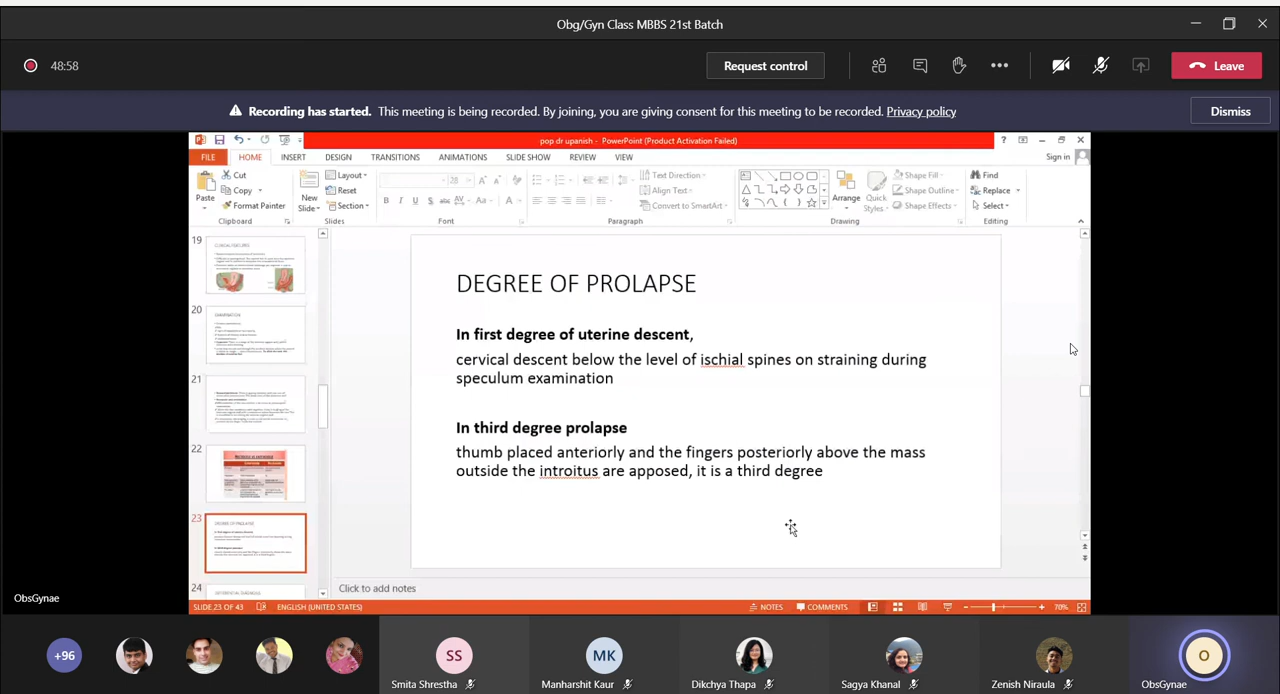 Obg/Gyn Class MBBS 21st Batch
48:58
Request control
Leave
Recording has started. This meeting is being recorded. By joining, you are giving consent for this meeting to be recorded. Privacy policy
Dismiss
pop dr upanish - PowerPoint (Product Activation Failed)
FILE HOME INSERT DESIGN TRANSITIONS ANIMATIONS SLIDE SHOW REVIEW VIEW
Sign in
Paste
Cut
Copy
Format Painter
Clipboard
New Slide
Layout
Reset
Section
Slides
28
Font
Text Direction
Align Text
Convert to SmartArt
Paragraph
Arrange
Quick Styles
Shape Fill
Shape Outline
Shape Effects
Drawing
Find
Replace
Select
Editing
19
20
21
22
23
DEGREE OF PROLAPSE
24
DEGREE OF PROLAPSE
In first degree of uterine descent,
cervical descent below the level of ischial spines on straining during
speculum examination
In third degree prolapse
thumb placed anteriorly and the fingers posteriorly above the mass
outside the introitus are apposed, it is a third degree
Click to add notes
ObsGynae
SLIDE 23 OF 43 ENGLISH (UNITED STATES)
NOTES COMMENTS
70%
+96
SS
Smita Shrestha
MK
Manharshit Kaur
Dikchya Thapa
Sagya Khanal
Zenish Niraula
O
ObsGynae